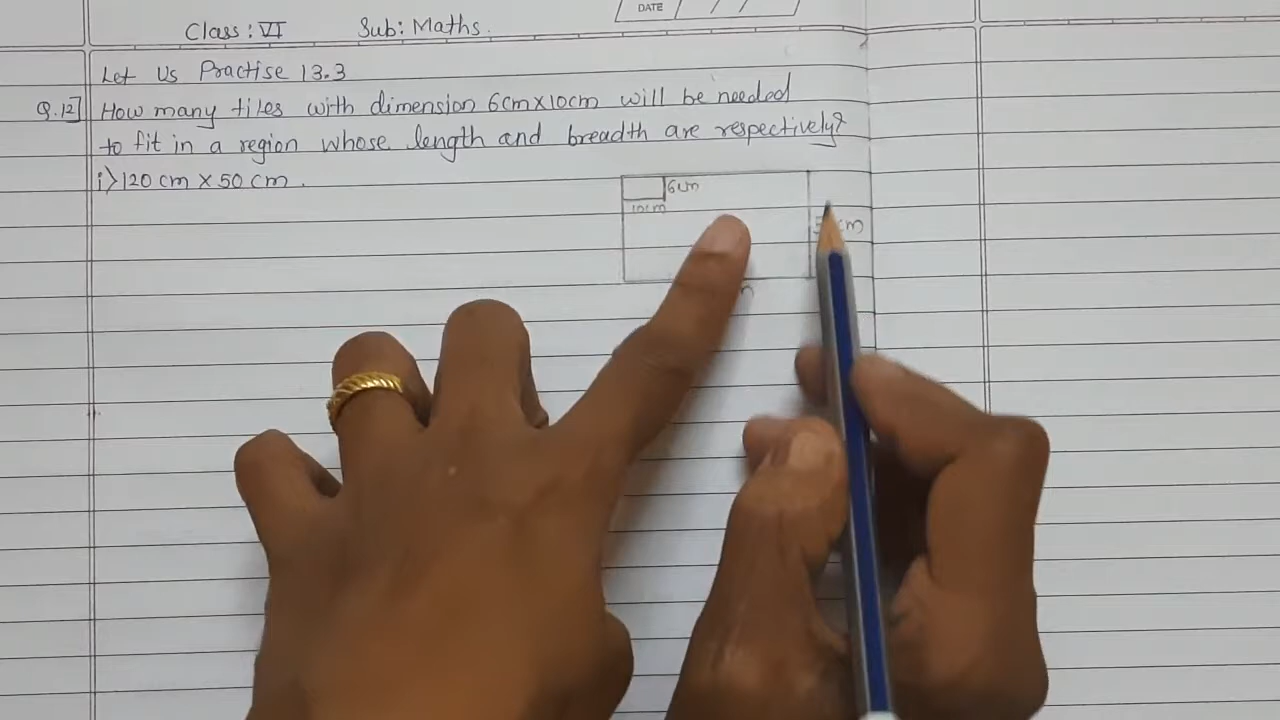 DATE / /
Class : VI Sub: Maths.
Let Us Practise 13.3
Q.12] How many tiles with dimension 6cm×10cm will be needed
to fit in a region whose length and breadth are respectively?
i> 120 cm × 50 cm.
6cm
10cm
cm